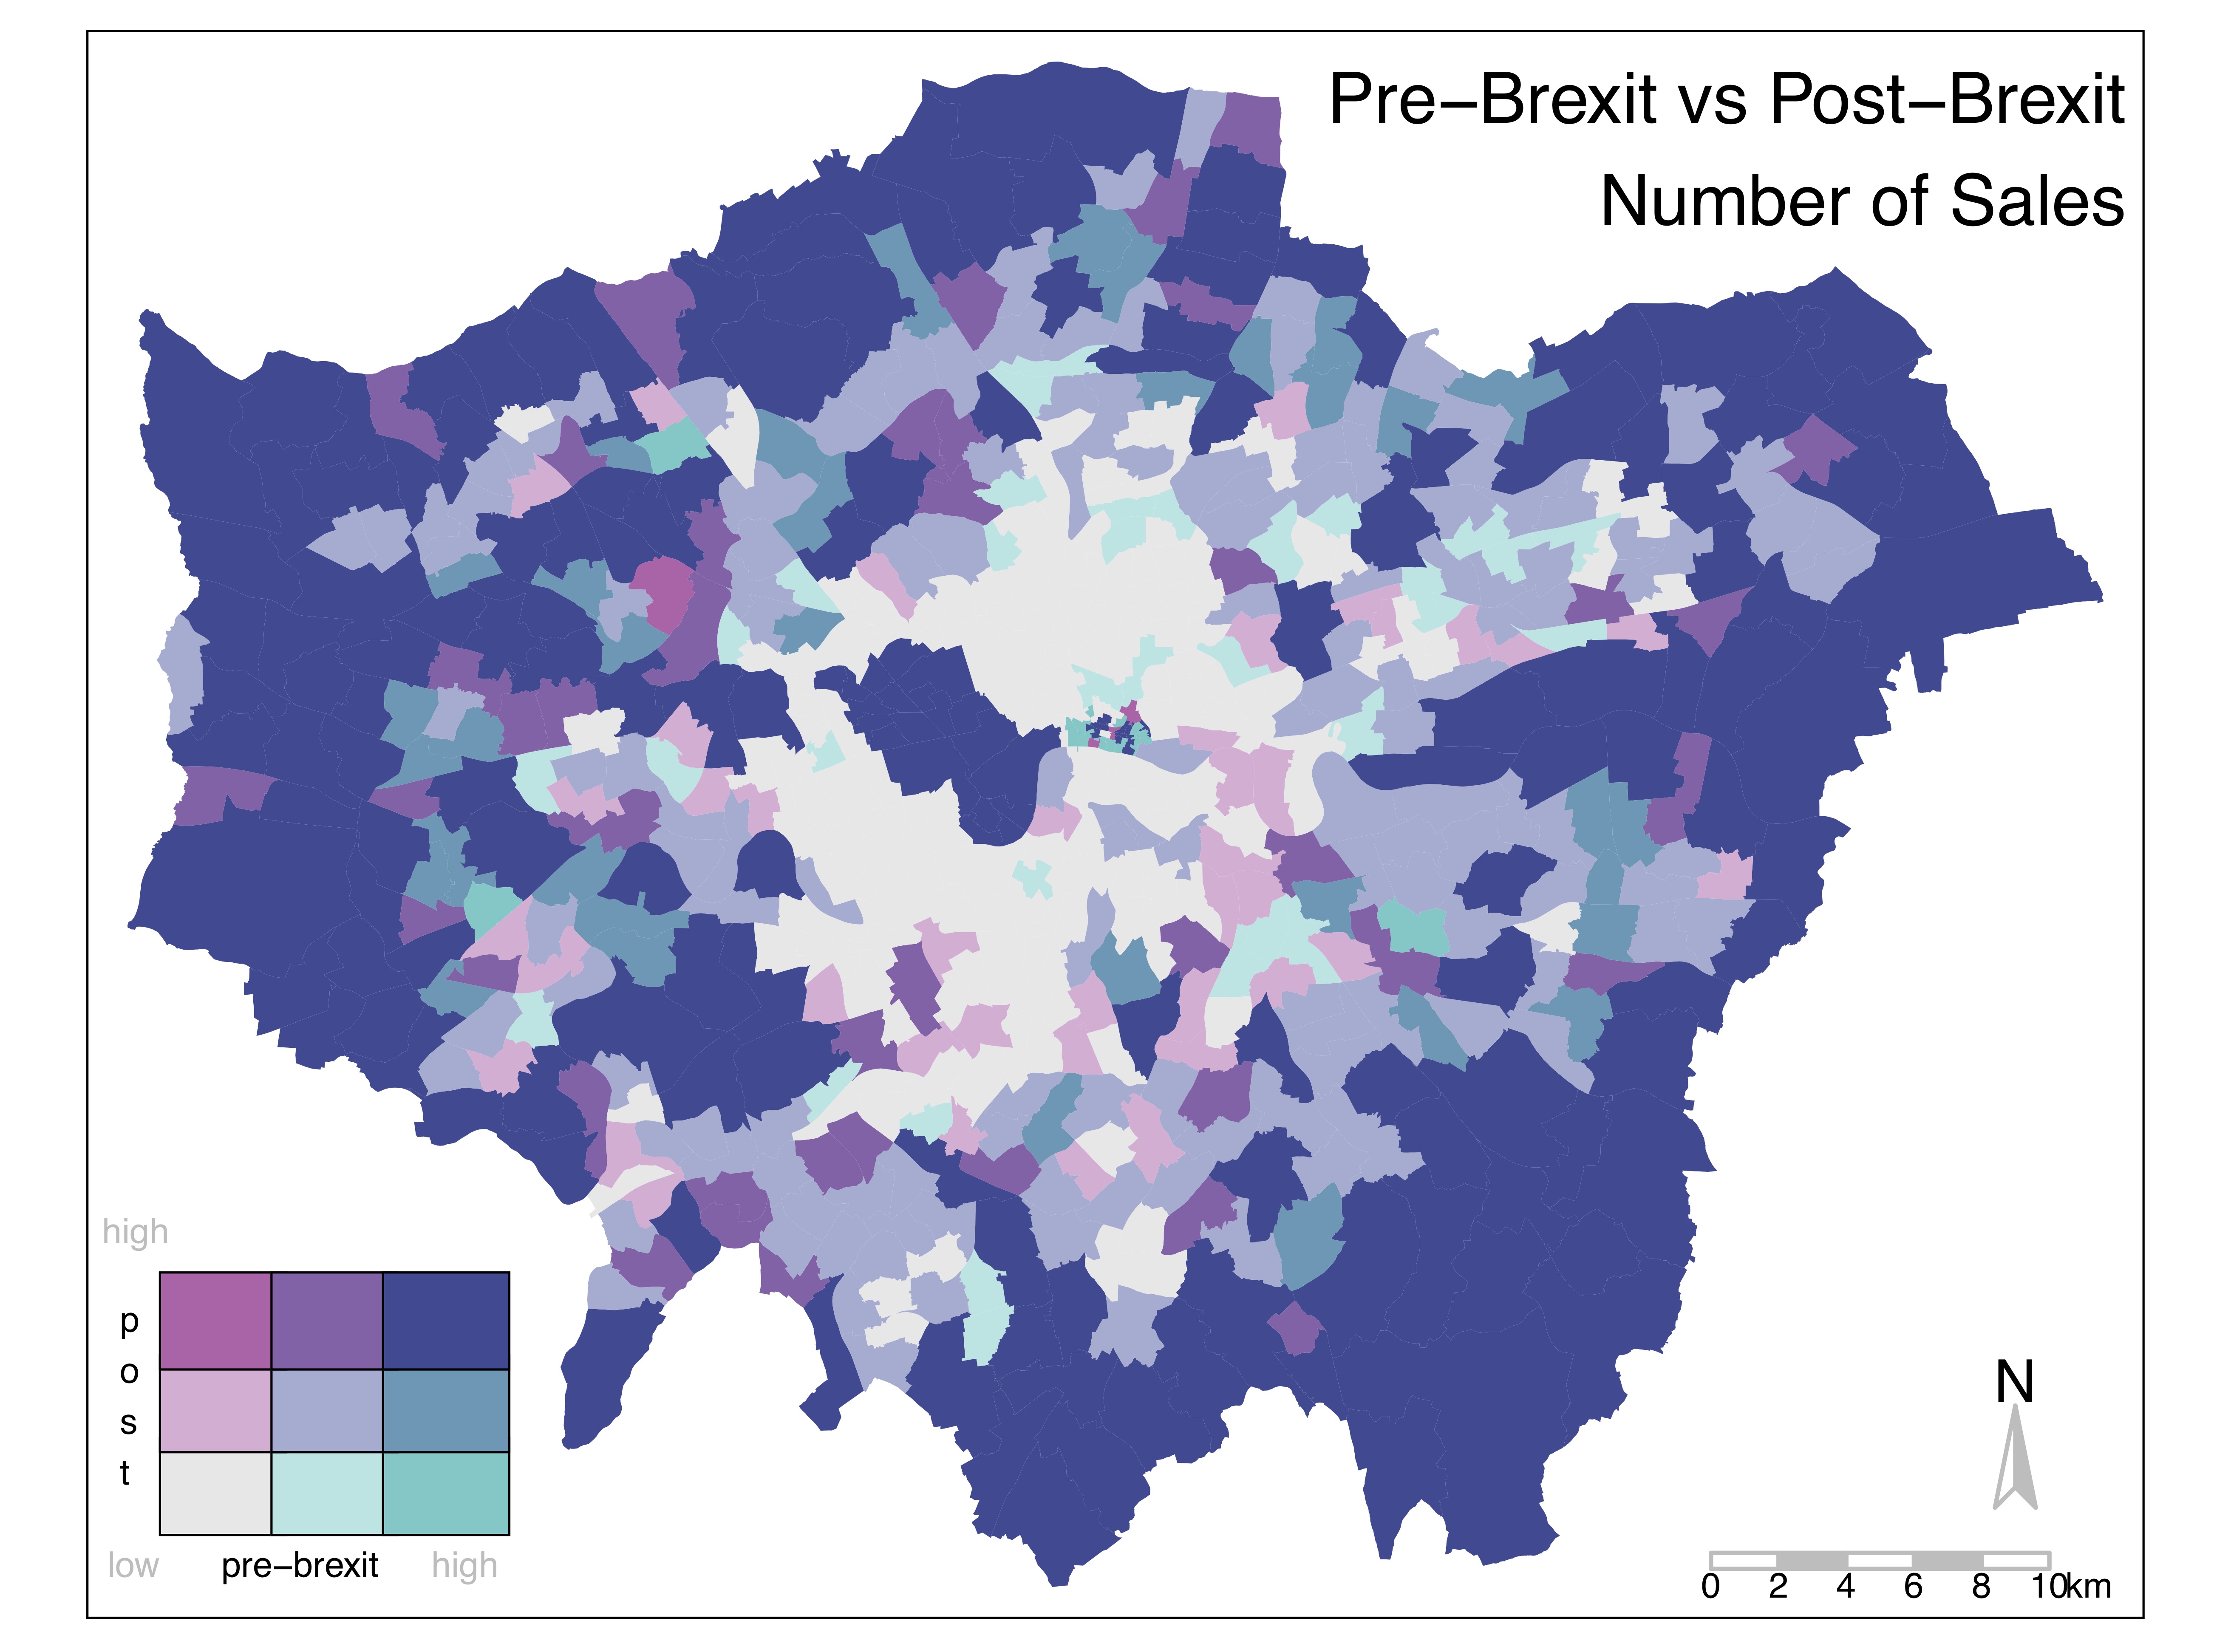 Pre–Brexit vs Post–Brexit
Number of Sales
high
p
o
s
t
low pre–brexit high
N
0 2 4 6 8 10km